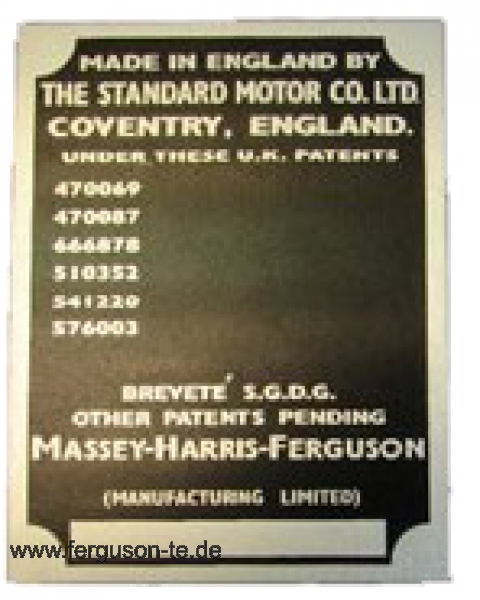 MADE IN ENGLAND BY
THE STANDARD MOTOR CO. LTD.
COVENTRY, ENGLAND.
UNDER THESE U.K. PATENTS
470069
470087
666878
510352
541220
576003
BREVETÉ S.G.D.G.
OTHER PATENTS PENDING
MASSEY-HARRIS-FERGUSON
(MANUFACTURING LIMITED)
www.ferguson-te.de